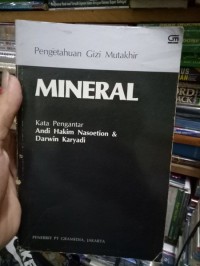 Pengetahuan Gizi Mutakhir
MINERAL
Kata Pengantar
Andi Hakim Nasoetion &
Darwin Karyadi
PENERBIT PT GRAMEDIA, JAKARTA